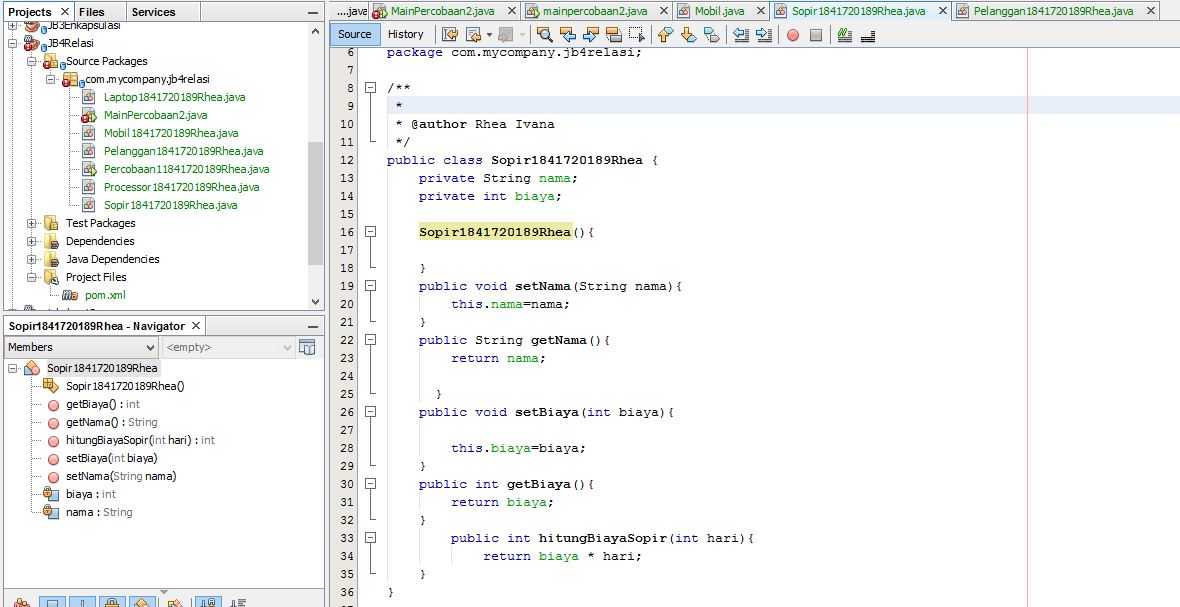 Projects Files Services
JB3Enkapsulasi
JB4Relasi
Source Packages
com.mycompany.jb4relasi
Laptop1841720189Rhea.java
MainPercobaan2.java
Mobil1841720189Rhea.java
Pelanggan1841720189Rhea.java
Percobaan11841720189Rhea.java
Processor1841720189Rhea.java
Sopir1841720189Rhea.java
Test Packages
Dependencies
Java Dependencies
Project Files
pom.xml
Sopir1841720189Rhea - Navigator
Members <empty>
Sopir1841720189Rhea
Sopir1841720189Rhea()
getBiaya() : int
getNama() : String
hitungBiayaSopir(int hari) : int
setBiaya(int biaya)
setNama(String nama)
biaya : int
nama : String
....java MainPercobaan2.java mainpercobaan2.java Mobil.java Sopir1841720189Rhea.java Pelanggan1841720189Rhea.java
Source History
6 package com.mycompany.jb4relasi;
7
8 /**
9 *
10 * @author Rhea Ivana
11 */
12 public class Sopir1841720189Rhea {
13 private String nama;
14 private int biaya;
15
16 Sopir1841720189Rhea(){
17
18 }
19 public void setNama(String nama){
20 this.nama=nama;
21 }
22 public String getNama(){
23 return nama;
24
25 }
26 public void setBiaya(int biaya){
27
28 this.biaya=biaya;
29 }
30 public int getBiaya(){
31 return biaya;
32 }
33 public int hitungBiayaSopir(int hari){
34 return biaya * hari;
35 }
36 }